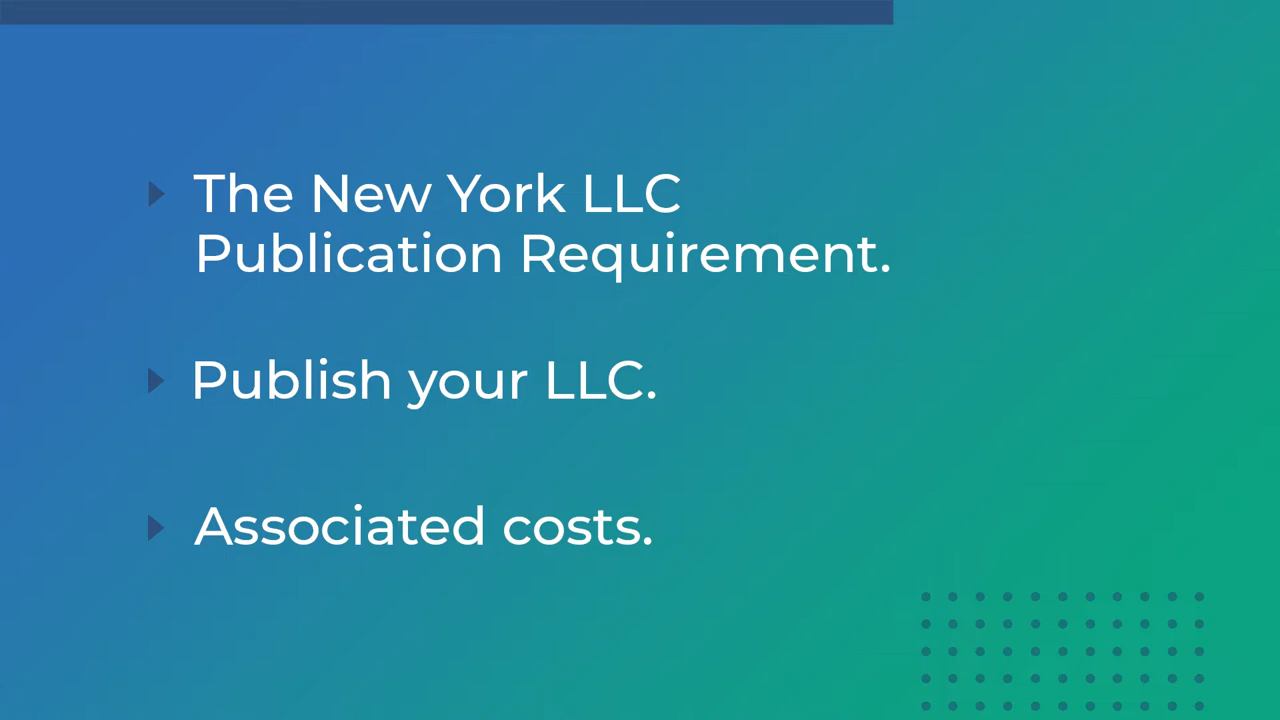 The New York LLC
Publication Requirement.
Publish your LLC.
Associated costs.